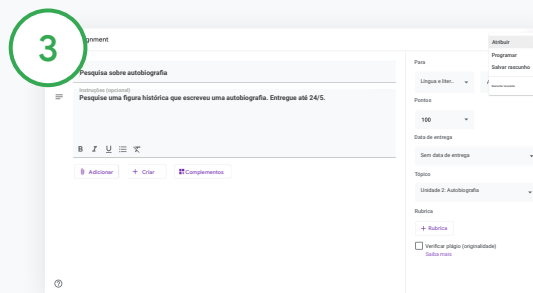 3
gnment
Atribuir
Programar
Salvar rascunho
Pesquisa sobre autobiografia
Instruções (opcional)
Pesquise uma figura histórica que escreveu uma autobiografia. Entregue até 24/5.
B I U
Adicionar
+ Criar
Complementos
Para
Língua e liter..
Pontos
100
Data de entrega
Sem data de entrega
Tópico
Unidade 2: Autobiografia
Rubrica
+ Rubrica
Verificar plágio (originalidade)
Saiba mais